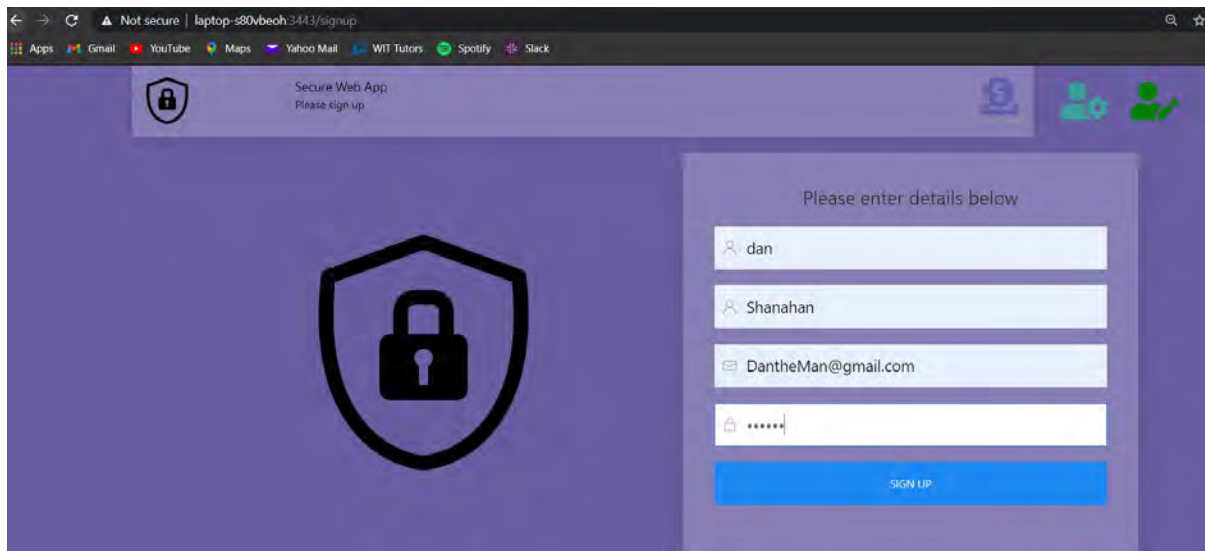 Not secure | laptop-s80vbeoh:3443/signup
Apps Gmail YouTube Maps Yahoo Mail WIT Tutors Spotify Slack
Secure Web App
Please sign up
S
Please enter details below
dan
Shanahan
DantheMan@gmail.com
••••••
SIGN UP